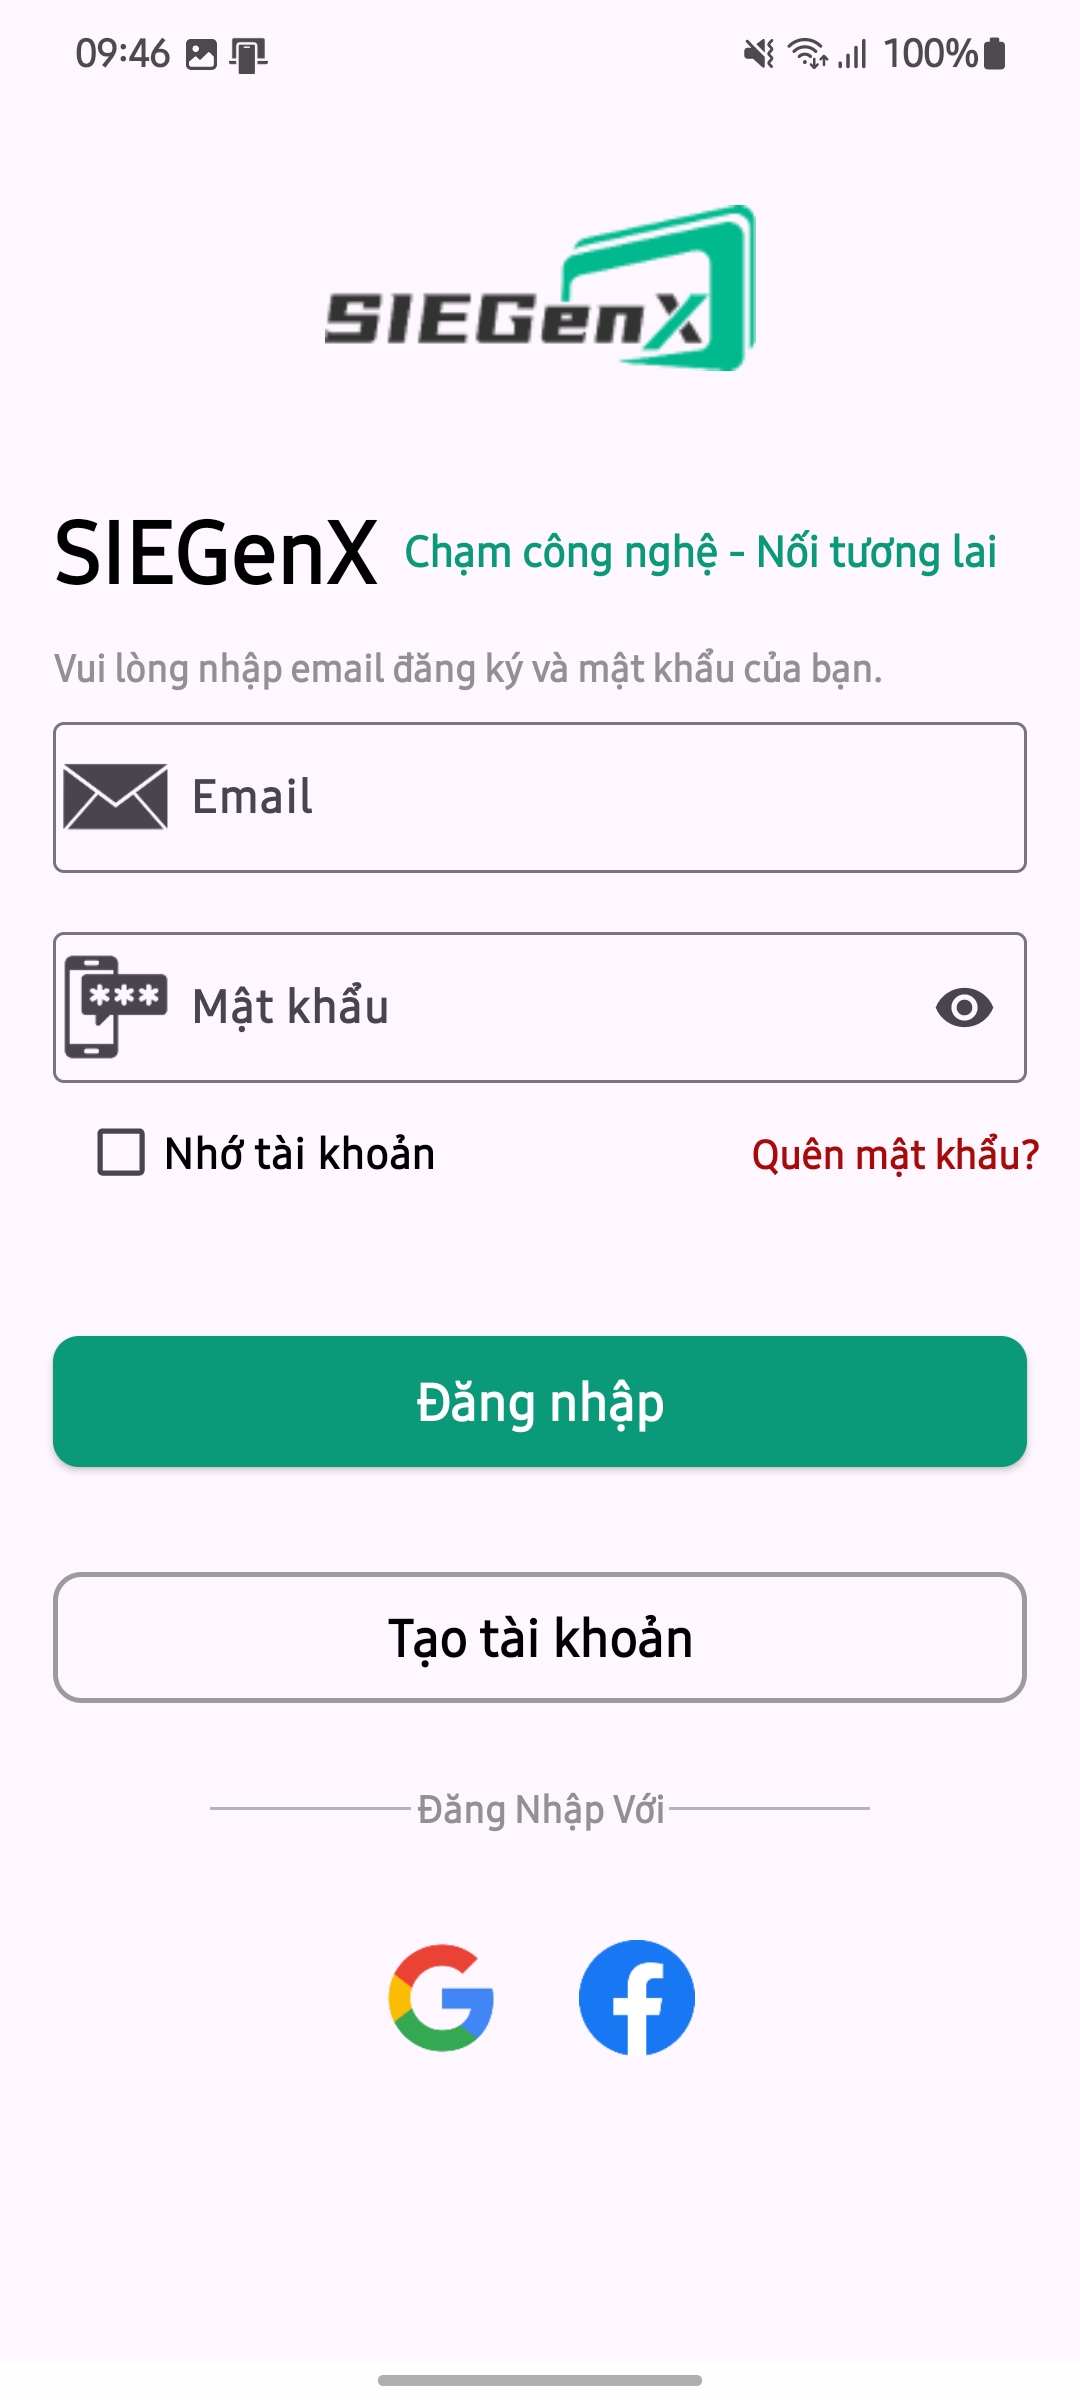 09:46 100%
SIEGenX
SIEGenX Chạm công nghệ - Nối tương lai
Vui lòng nhập email đăng ký và mật khẩu của bạn.
Email
*** Mật khẩu
Nhớ tài khoản Quên mật khẩu?
Đăng nhập
Tạo tài khoản
Đăng Nhập Với